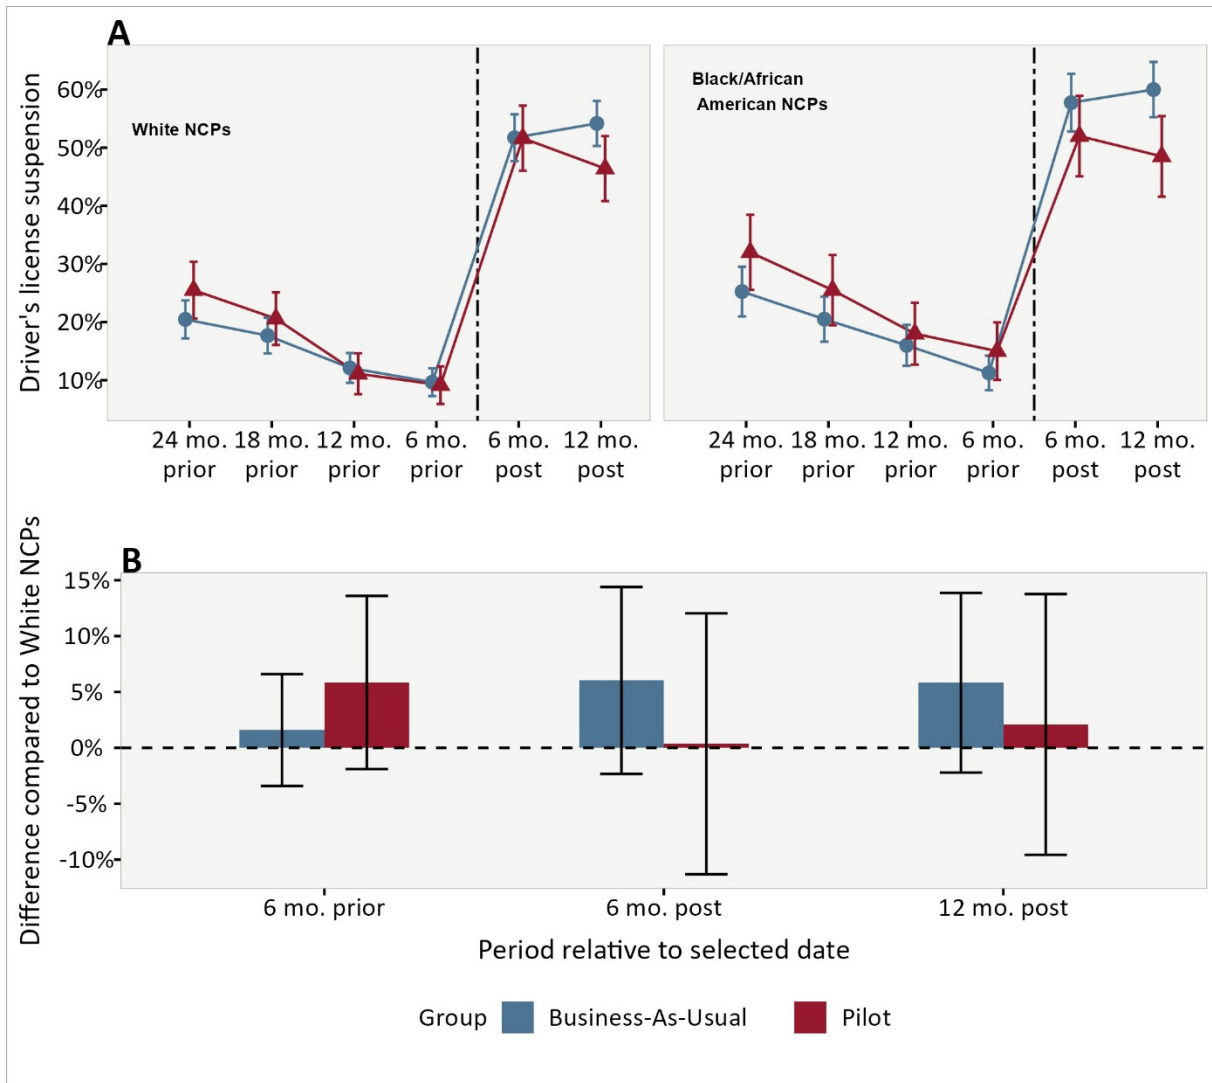 A
Driver's license suspension
60%
50%
40%
30%
20%
10%
White NCPs
Black/African
American NCPs
24 mo. 18 mo. 12 mo. 6 mo. 6 mo. 12 mo.
prior prior prior prior post post
24 mo. 18 mo. 12 mo. 6 mo. 6 mo. 12 mo.
prior prior prior prior post post
B
Difference compared to White NCPs
15%
10%
5%
0%
-5%
-10%
6 mo. prior 6 mo. post 12 mo. post
Period relative to selected date
Group Business-As-Usual Pilot